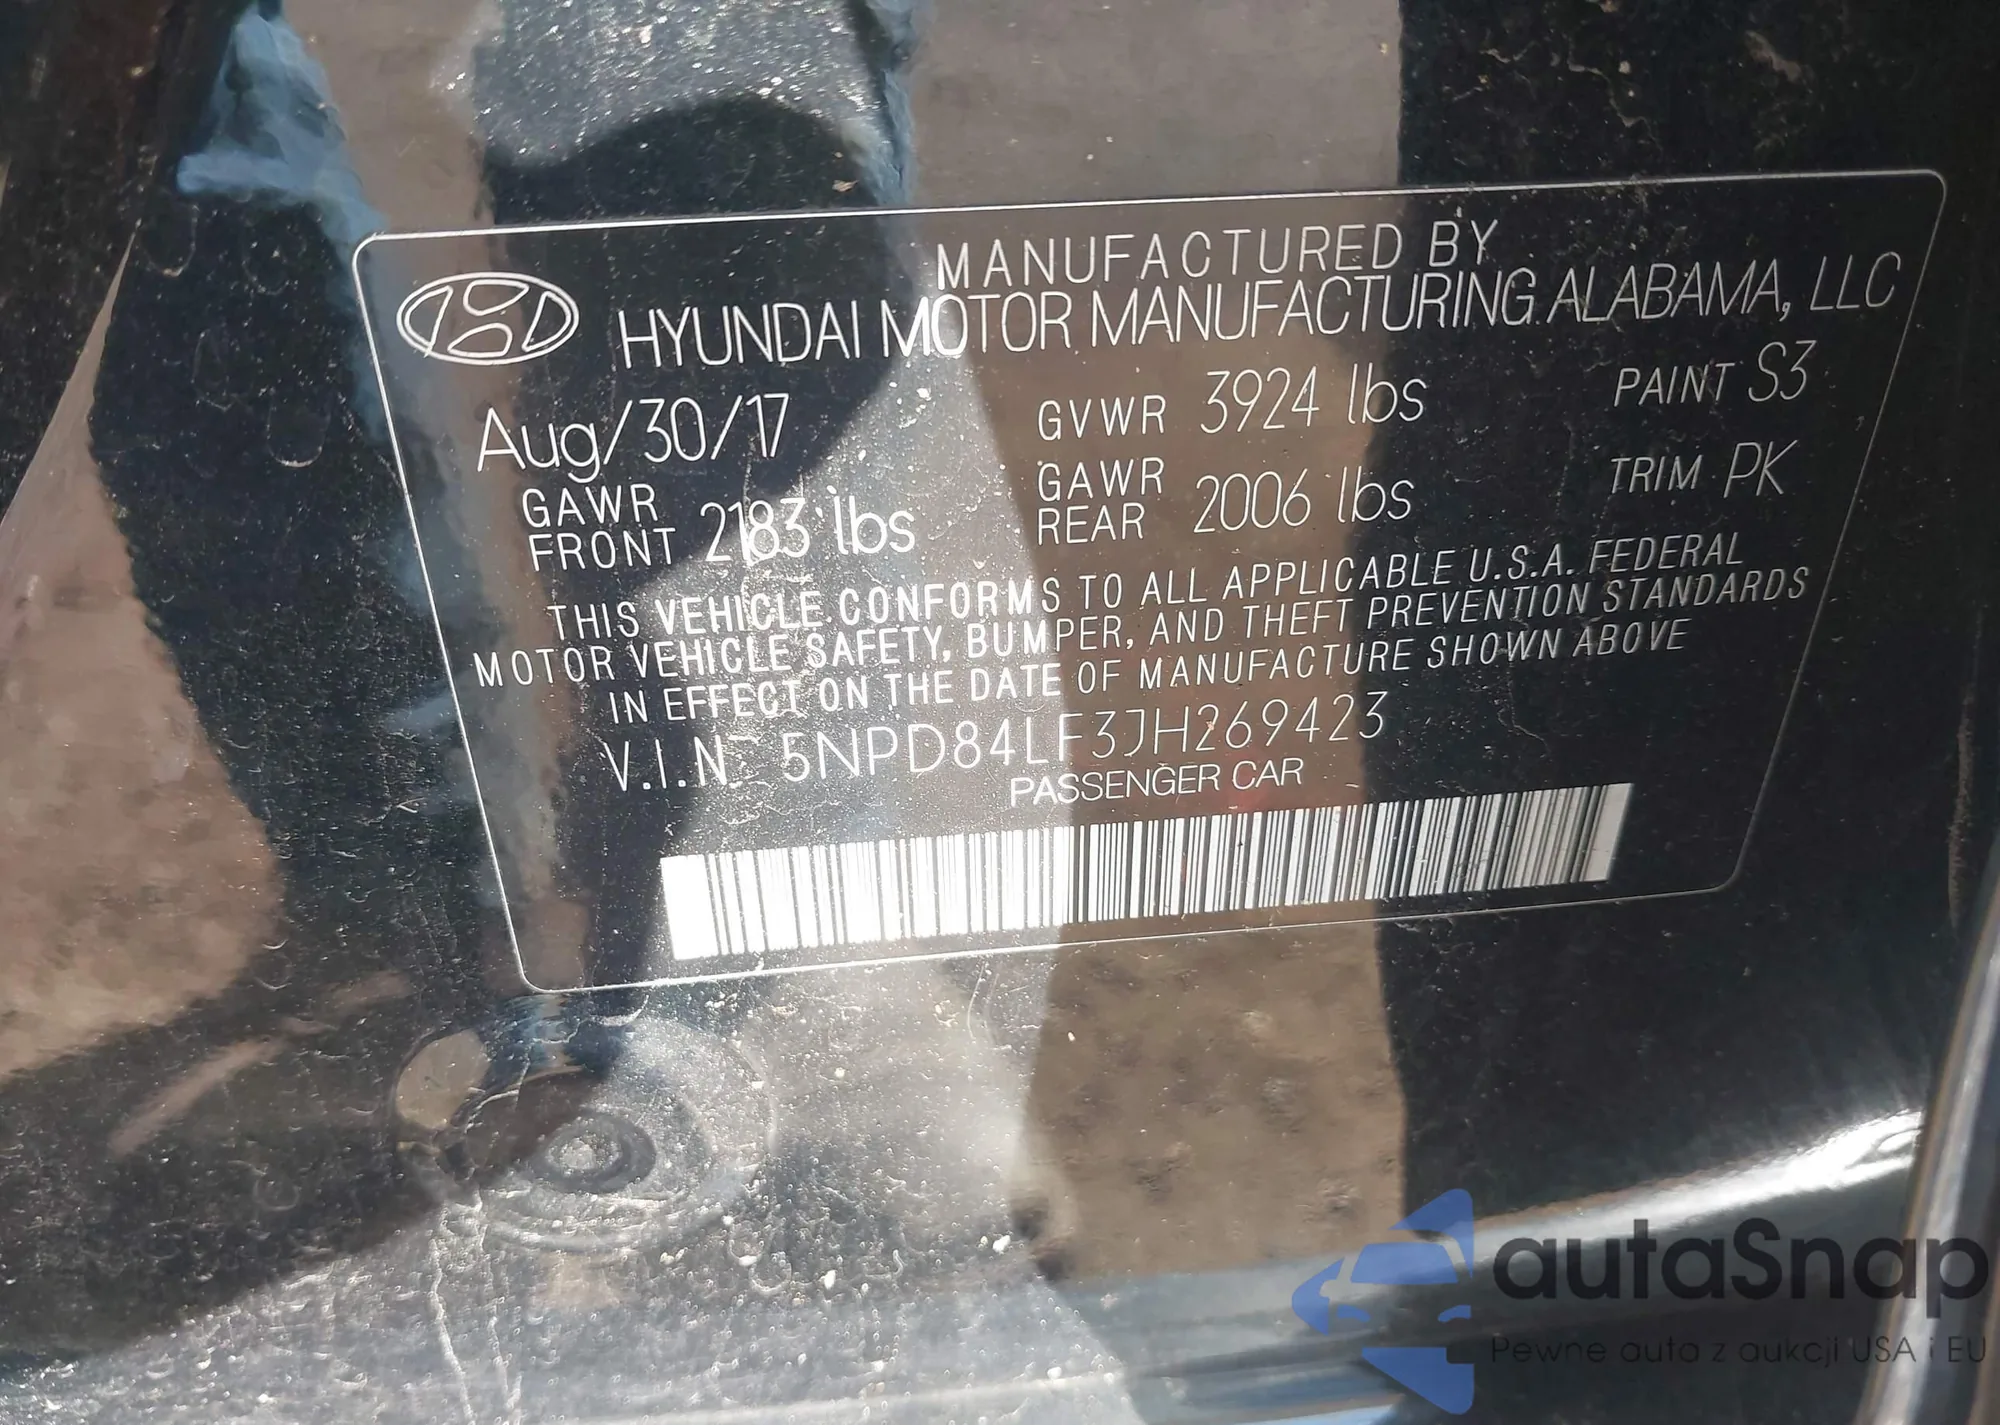 MANUFACTURED BY
HYUNDAI MOTOR MANUFACTURING ALABAMA, LLC
Aug/30/17 GVWR 3924 lbs PAINT S3
GAWR FRONT 2183 lbs GAWR REAR 2006 lbs TRIM PK
THIS VEHICLE CONFORMS TO ALL APPLICABLE U.S.A. FEDERAL
MOTOR VEHICLE SAFETY, BUMPER, AND THEFT PREVENTION STANDARDS
IN EFFECT ON THE DATE OF MANUFACTURE SHOWN ABOVE
V.I.N. 5NPD84LF3JH269423
PASSENGER CAR
autaSnap
Pewne auta z aukcji USA i EU